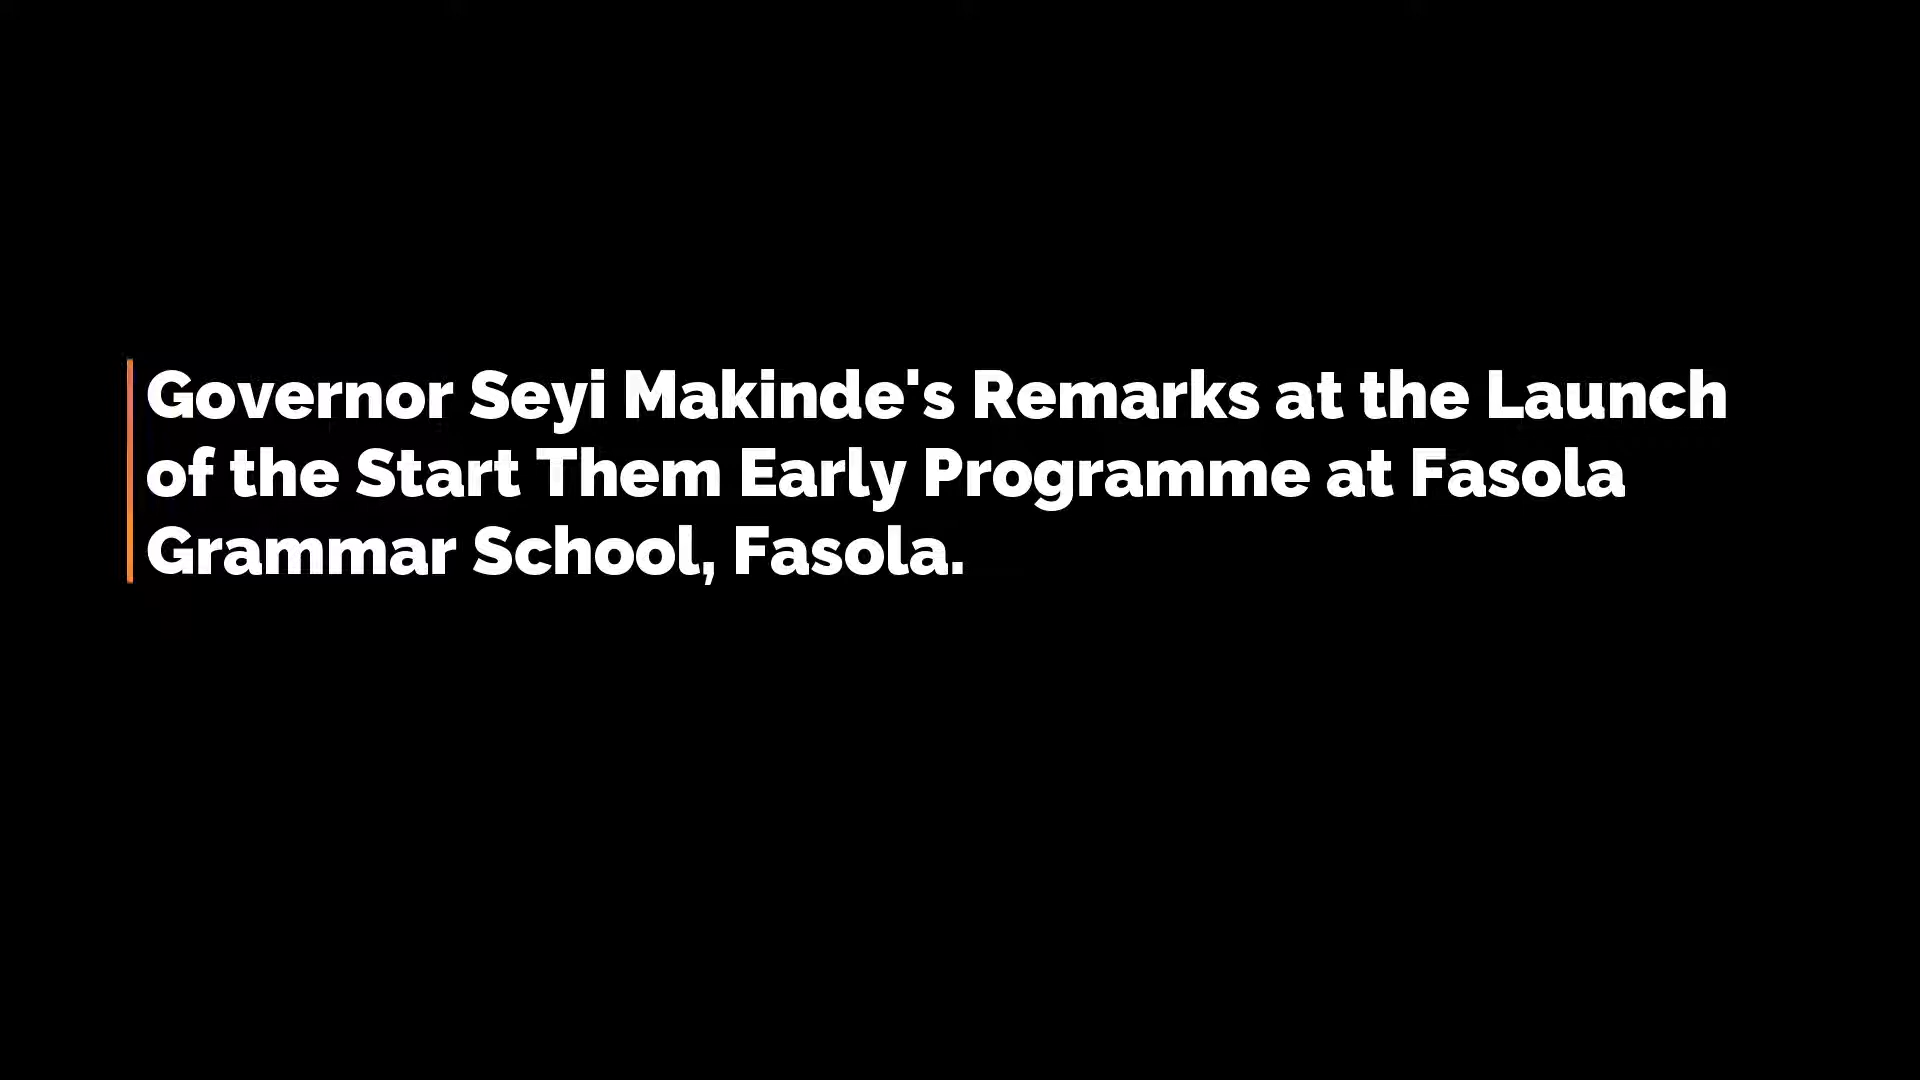 Governor Seyi Makinde's Remarks at the Launch
of the Start Them Early Programme at Fasola
Grammar School, Fasola.